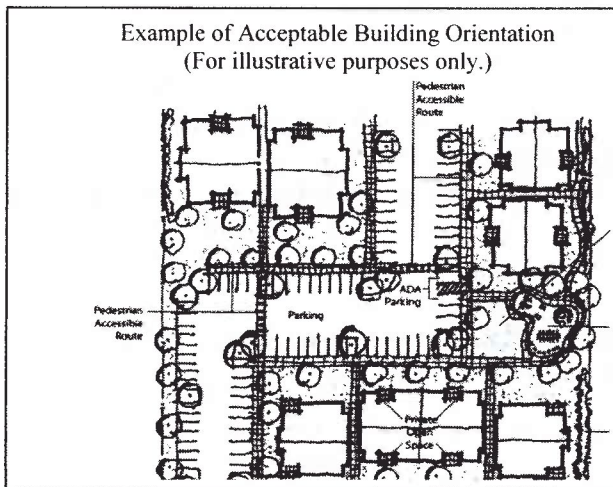 Example of Acceptable Building Orientation
(For illustrative purposes only.)
Pedestrian
Accessible
Route
ADA
Parking
Parking
Pedestrian
Accessible
Route
Private
Open
Space